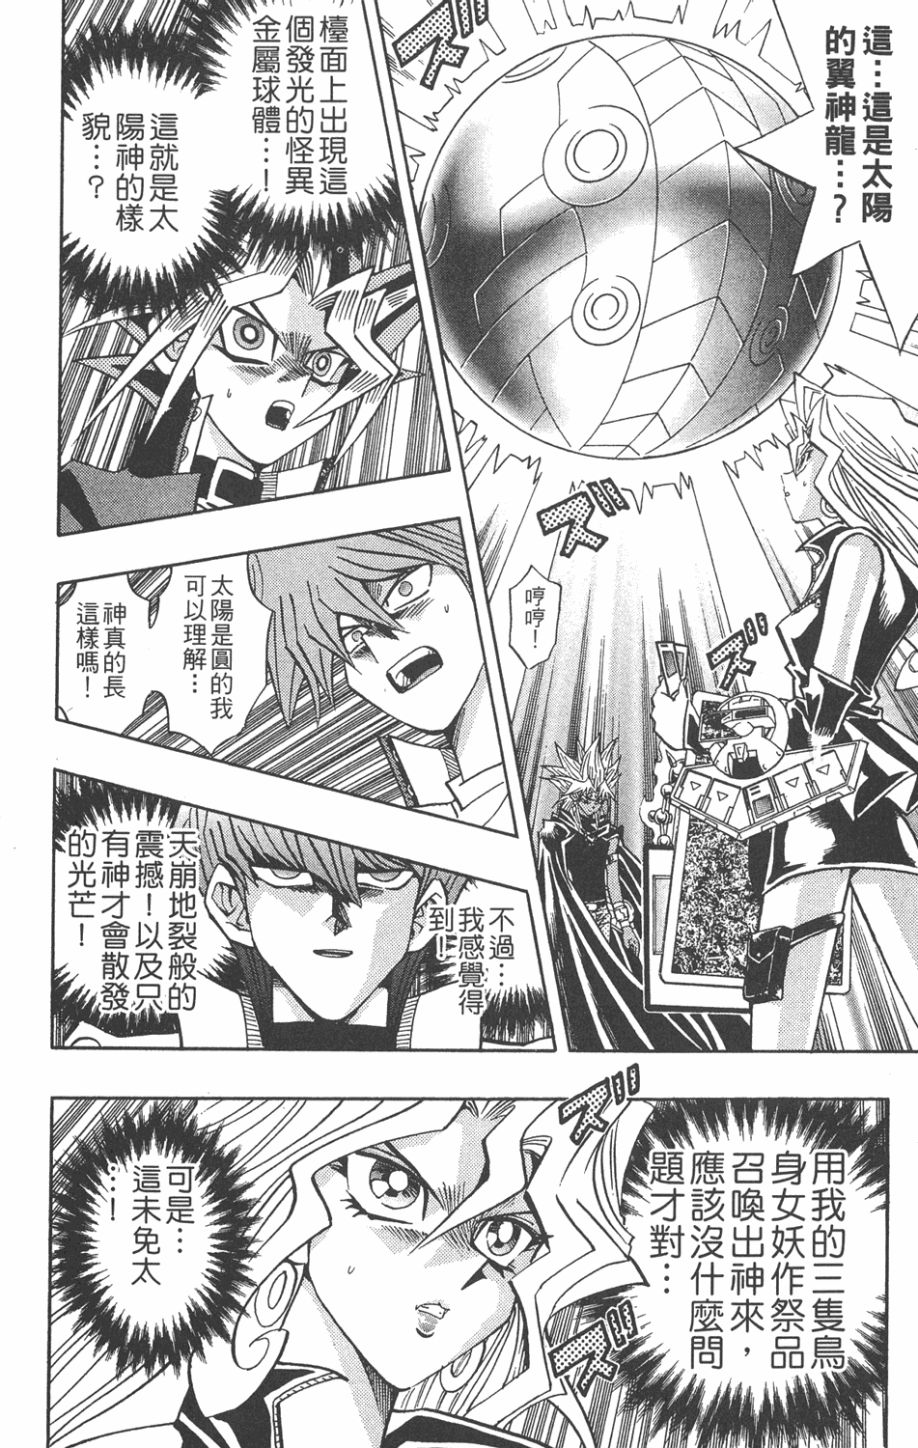 這…這是太陽
的翼神龍…？
ズ
ズ
哼哼！
ズ
檯面上出現這
個發光的怪異
金屬球體…！
這就是太
陽神的樣
貌…？
太陽是圓的我
可以理解…
神真的長
這樣嗎！
不過…
我感覺得
到！
天崩地裂般的
震撼！以及只
有神才會散發
的光芒！
用我的三隻鳥
身女妖作祭品
召喚出神來，
應該沒什麼問
題才對…
ズ
ズ
可是…
這未免太
…！